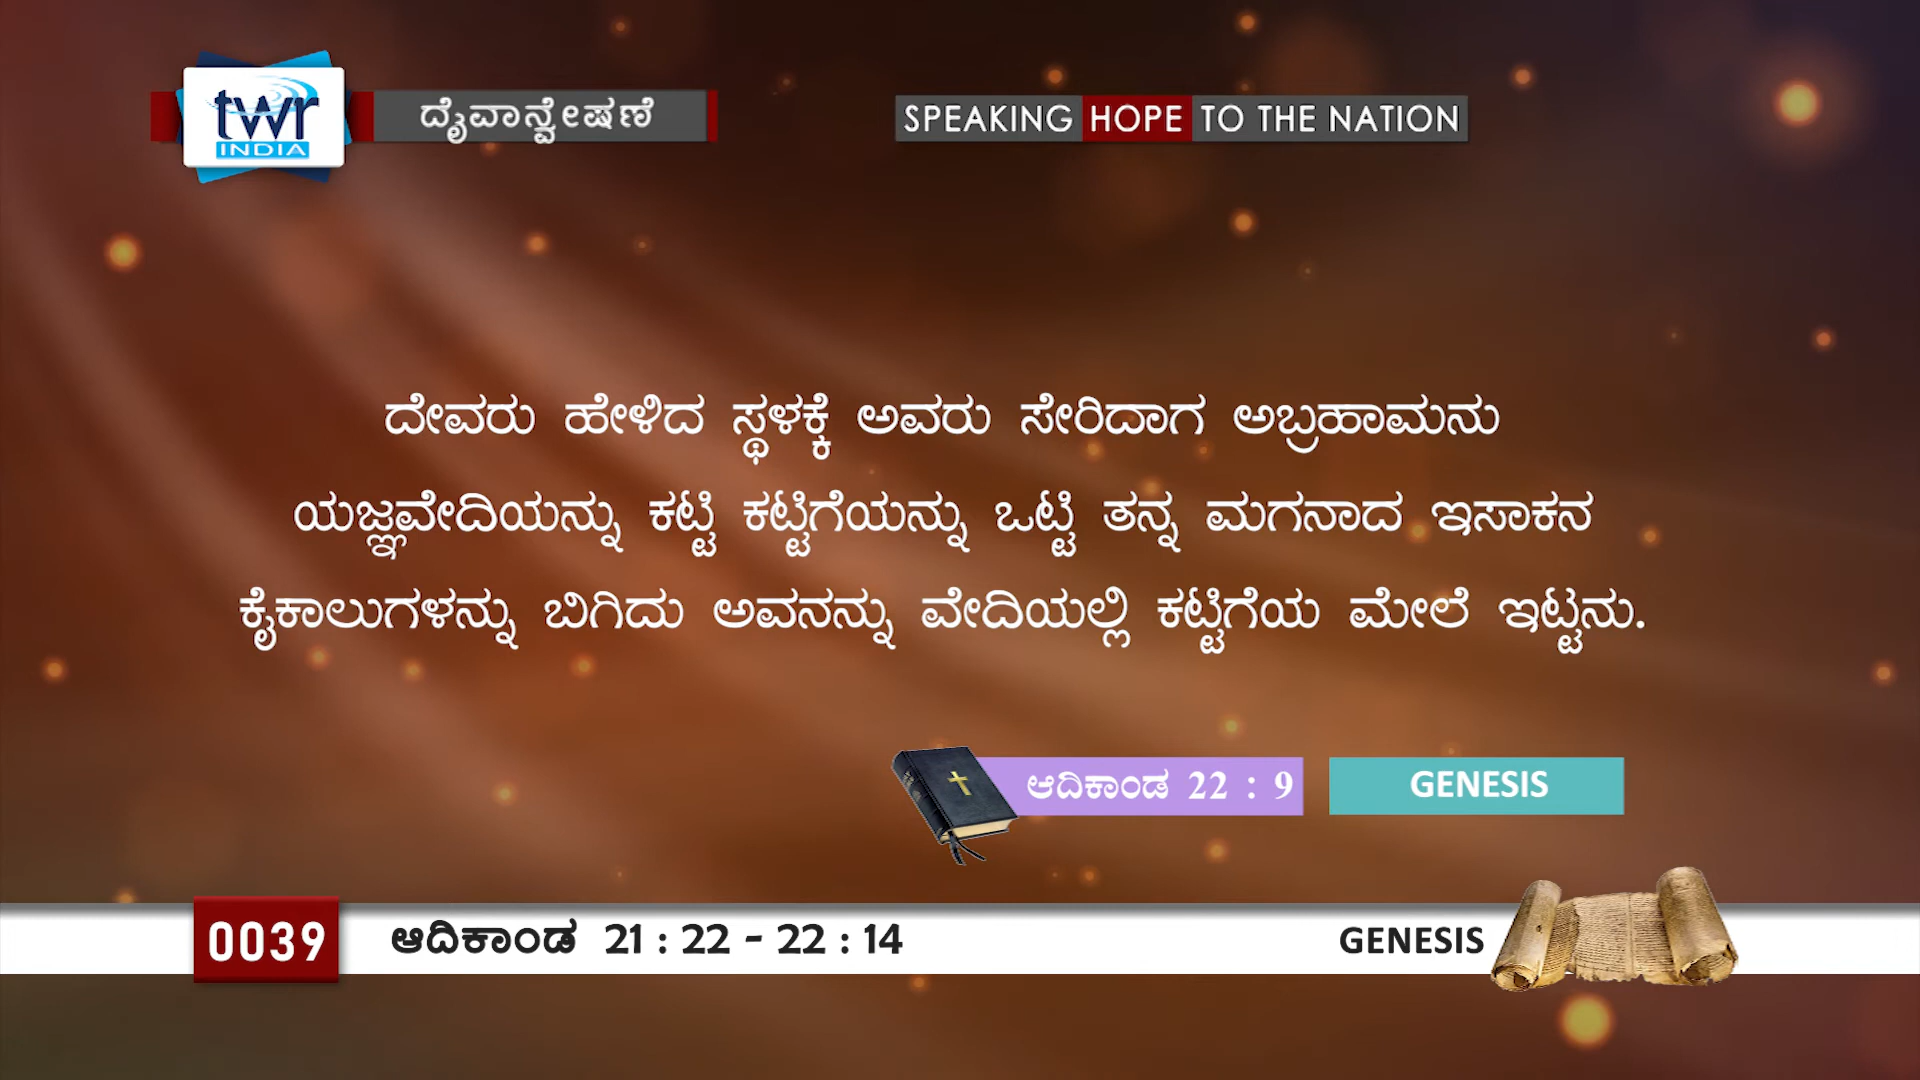 twr
INDIA
ದೈವಾನ್ವೇಷಣೆ
SPEAKING HOPE TO THE NATION
ದೇವರು ಹೇಳಿದ ಸ್ಥಳಕ್ಕೆ ಅವರು ಸೇರಿದಾಗ ಅಬ್ರಹಾಮನು
ಯಜ್ಞವೇದಿಯನ್ನು ಕಟ್ಟಿ ಕಟ್ಟಿಗೆಯನ್ನು ಒಟ್ಟಿ ತನ್ನ ಮಗನಾದ ಇಸಾಕನ
ಕೈಕಾಲುಗಳನ್ನು ಬಿಗಿದು ಅವನನ್ನು ವೇದಿಯಲ್ಲಿ ಕಟ್ಟಿಗೆಯ ಮೇಲೆ ಇಟ್ಟನು.
ಆದಿಕಾಂಡ 22 : 9
GENESIS
0039
ಆದಿಕಾಂಡ 21 : 22 - 22 : 14
GENESIS